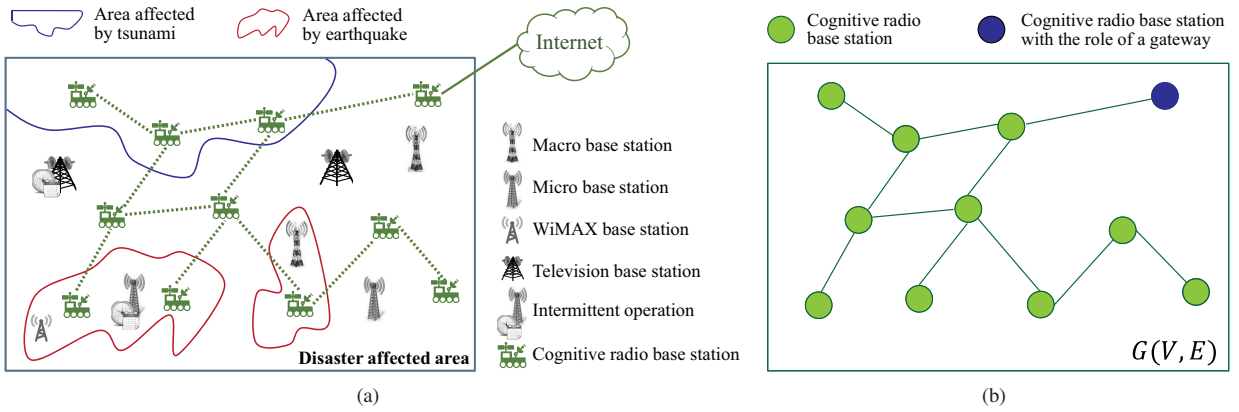 Area affected
by tsunami
Area affected
by earthquake
Internet
Macro base station
Micro base station
WiMAX base station
Television base station
Intermittent operation
Cognitive radio base station
Disaster affected area
(a)
Cognitive radio
base station
Cognitive radio base station
with the role of a gateway
G(V, E)
(b)